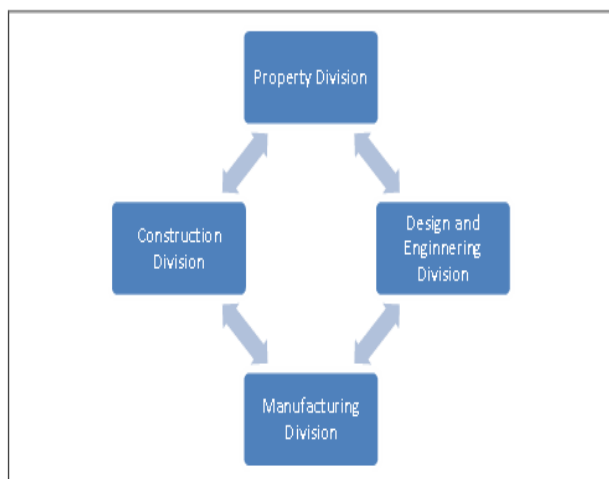 Property Division
Construction
Division
Design and
Enginnering
Division
Manufacturing
Division